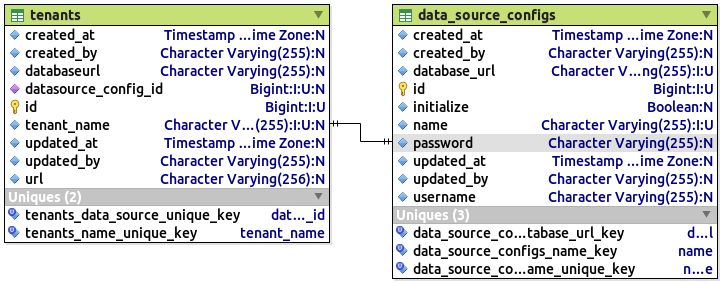 tenants
created_at Timestamp ...ime Zone:N
created_by Character Varying(255):N
databaseurl Character Varying(255):N
datasource_config_id Bigint:I:U:N
id Bigint:I:U
tenant_name Character V...(255):I:U:N
updated_at Timestamp ...ime Zone:N
updated_by Character Varying(255):N
url Character Varying(256):N
Uniques (2)
tenants_data_source_unique_key dat..._id
tenants_name_unique_key tenant_name
data_source_configs
created_at Timestamp ...ime Zone:N
created_by Character Varying(255):N
database_url Character V...ng(255):I:U
id Bigint:I:U
initialize Boolean:N
name Character Varying(255):I:U
password Character Varying(255):N
updated_at Timestamp ...ime Zone:N
updated_by Character Varying(255):N
username Character Varying(255):N
Uniques (3)
data_source_co...tabase_url_key d...l
data_source_configs_name_key name
data_source_co...ame_unique_key n...e